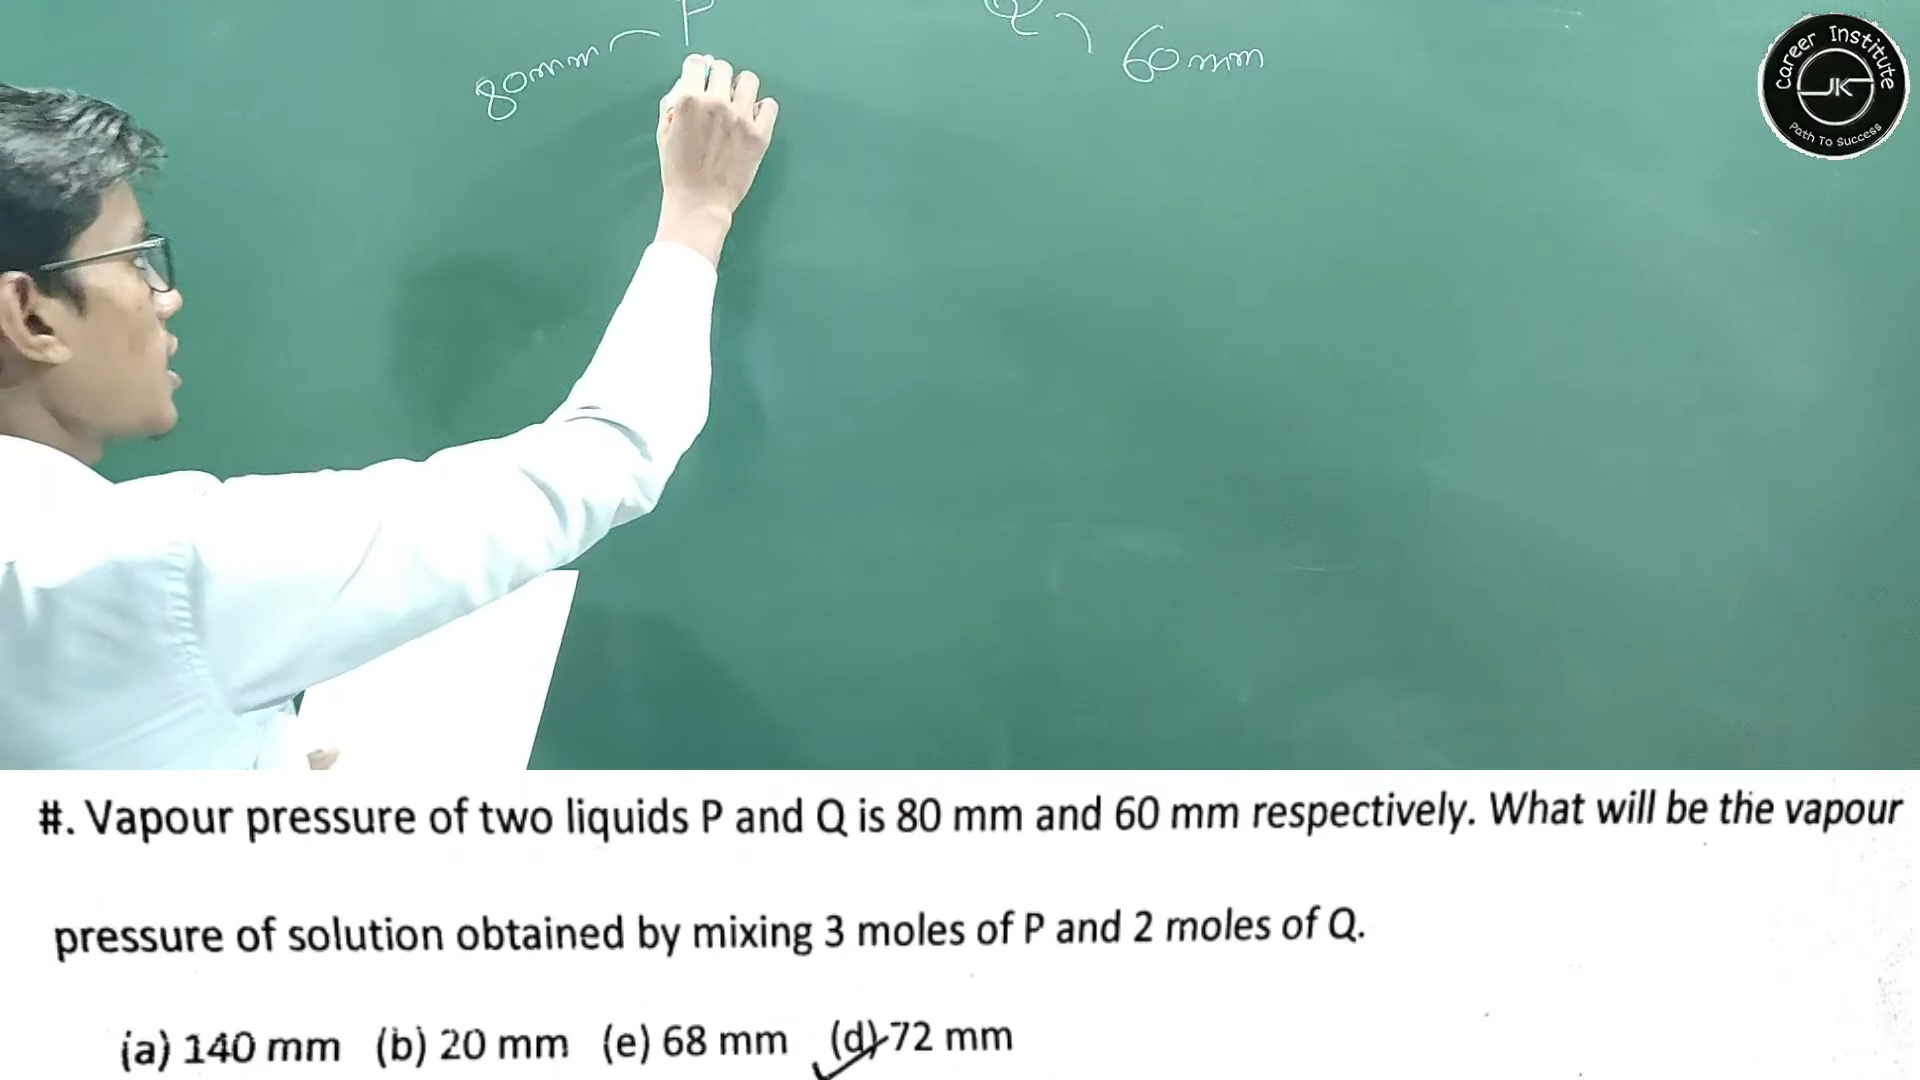 P
Q
80mm
60mm
Career Institute
JK
Path To Success
#. Vapour pressure of two liquids P and Q is 80 mm and 60 mm respectively. What will be the vapour
pressure of solution obtained by mixing 3 moles of P and 2 moles of Q.
(a) 140 mm (b) 20 mm (e) 68 mm (d) 72 mm